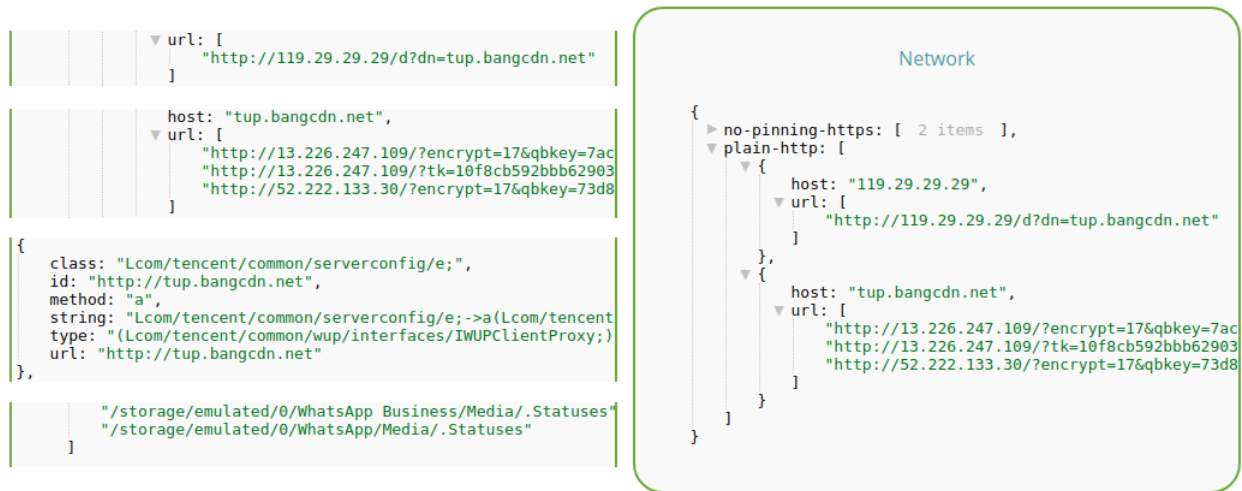 url: [
"http://119.29.29.29/d?dn=tup.bangcdn.net"
]
host: "tup.bangcdn.net",
url: [
"http://13.226.247.109/?encrypt=17&qbkey=7ac
"http://13.226.247.109/?tk=10f8cb592bbb62903
"http://52.222.133.30/?encrypt=17&qbkey=73d8
]
{
class: "Lcom/tencent/common/serverconfig/e;",
id: "http://tup.bangcdn.net",
method: "a",
string: "Lcom/tencent/common/serverconfig/e;->a(Lcom/tencent
type: "(Lcom/tencent/common/wup/interfaces/IWUPClientProxy;)
url: "http://tup.bangcdn.net"
},
"/storage/emulated/0/WhatsApp Business/Media/.Statuses"
"/storage/emulated/0/WhatsApp/Media/.Statuses"
]
Network
{
no-pinning-https: [ 2 items ],
plain-http: [
{
host: "119.29.29.29",
url: [
"http://119.29.29.29/d?dn=tup.bangcdn.net"
]
},
{
host: "tup.bangcdn.net",
url: [
"http://13.226.247.109/?encrypt=17&qbkey=7ac
"http://13.226.247.109/?tk=10f8cb592bbb62903
"http://52.222.133.30/?encrypt=17&qbkey=73d8
]
}
]
}